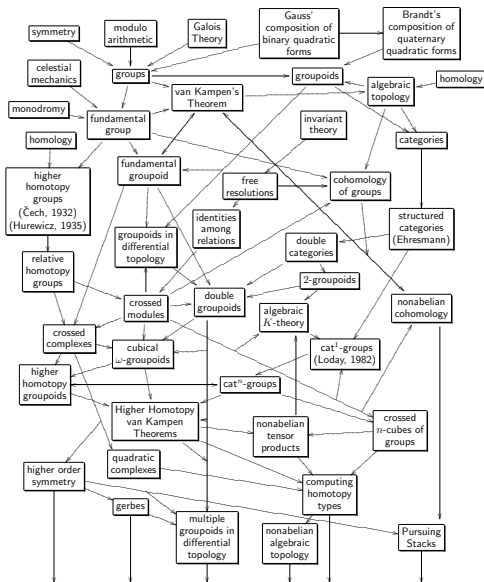 symmetry
modulo
arithmetic
Galois
Theory
Gauss'
composition of
binary quadratic
forms
Brandt's
composition of
quaternary
quadratic forms
celestial
mechanics
groups
groupoids
van Kampen's
Theorem
algebraic
topology
homology
monodromy
fundamental
group
invariant
theory
categories
homology
higher
homotopy
groups
(Čech, 1932)
(Hurewicz, 1935)
fundamental
groupoid
free
resolutions
cohomology
of groups
identities
among
relations
structured
categories
(Ehresmann)
groupoids in
differential
topology
double
categories
relative
homotopy
groups
2-groupoids
crossed
modules
double
groupoids
algebraic
K-theory
nonabelian
cohomology
crossed
complexes
cubical
ω-groupoids
cat¹-groups
(Loday, 1982)
higher
homotopy
groupoids
catⁿ-groups
Higher Homotopy
van Kampen
Theorems
nonabelian
tensor
products
crossed
n-cubes of
groups
higher order
symmetry
quadratic
complexes
computing
homotopy
types
gerbes
multiple
groupoids in
differential
topology
nonabelian
algebraic
topology
Pursuing
Stacks